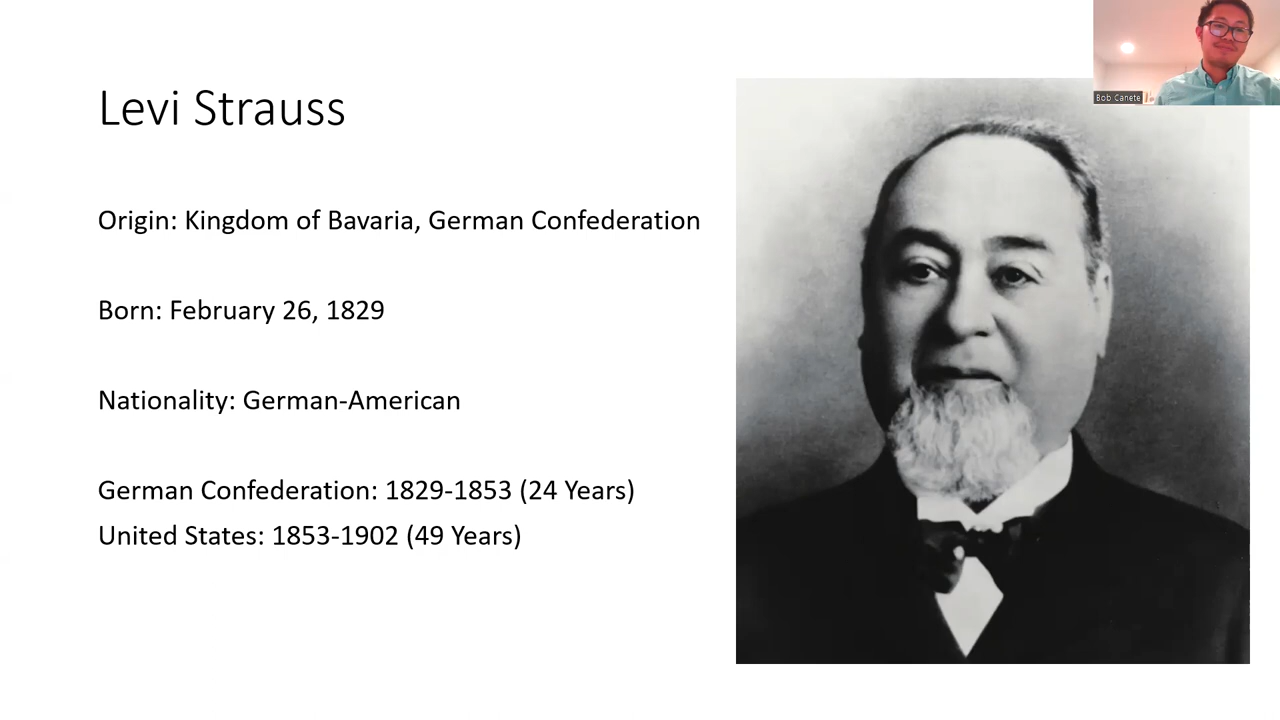 Levi Strauss
Origin: Kingdom of Bavaria, German Confederation
Born: February 26, 1829
Nationality: German-American
German Confederation: 1829-1853 (24 Years)
United States: 1853-1902 (49 Years)
Bob Canete